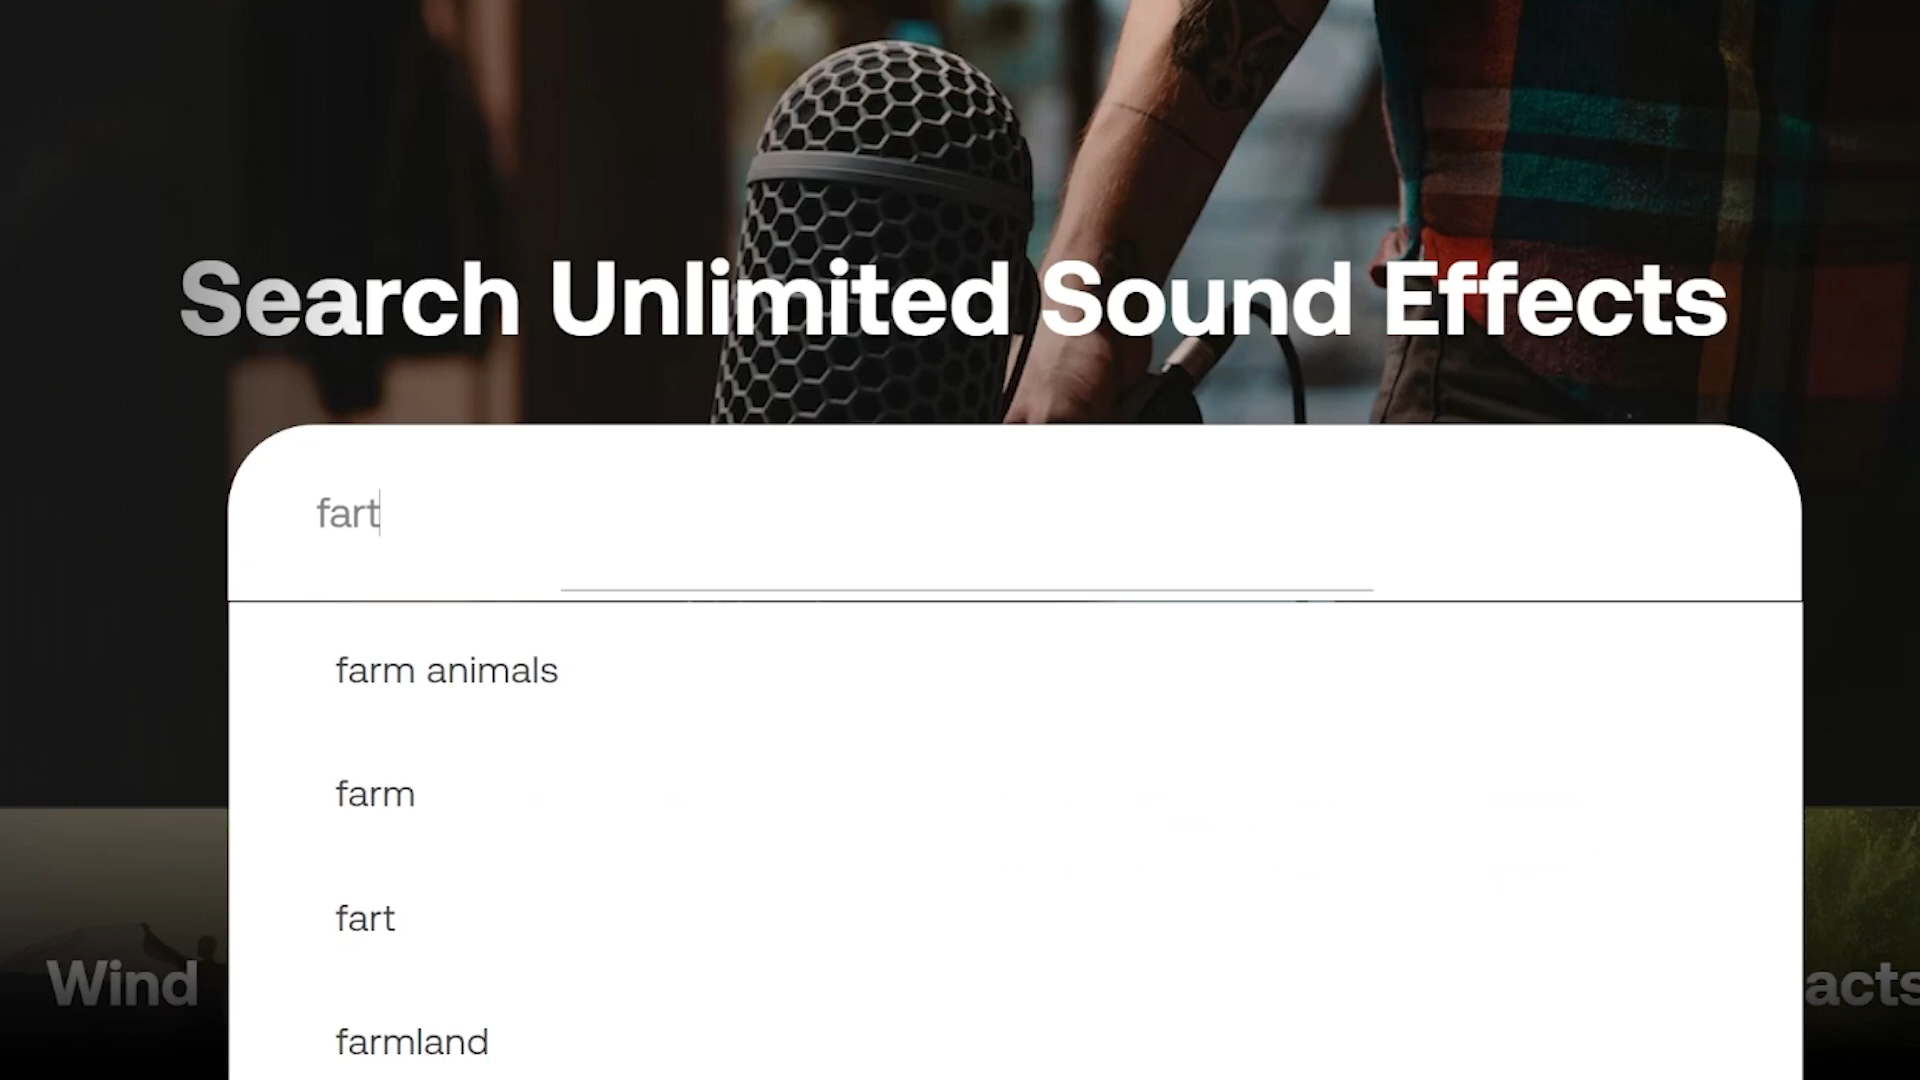 Search Unlimited Sound Effects
fart
farm animals
farm
fart
Wind
acts
farmland